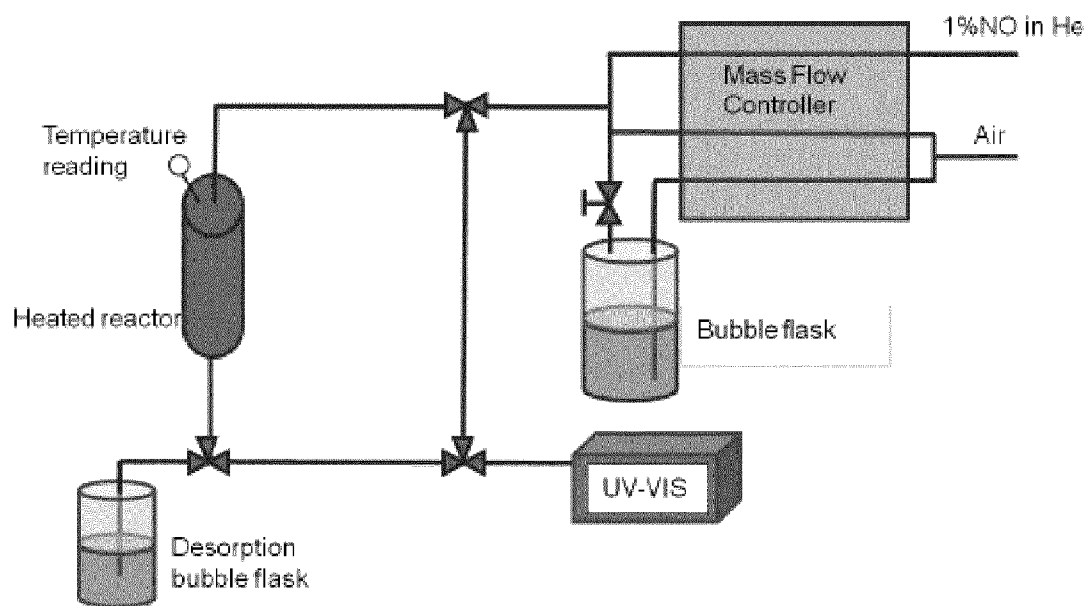 1%NO in He
Mass Flow
Controller
Air
Temperature
reading
Heated reactor
Bubble flask
UV-VIS
Desorption
bubble flask